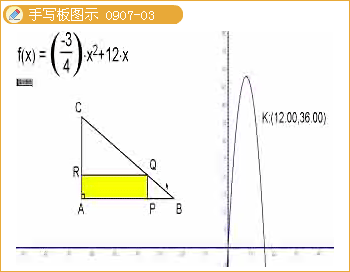 手写板图示 0907-03
f(x) = (-3/4)·x²+12·x
C
K:(12.00,36.00)
R
Q
A
P
B